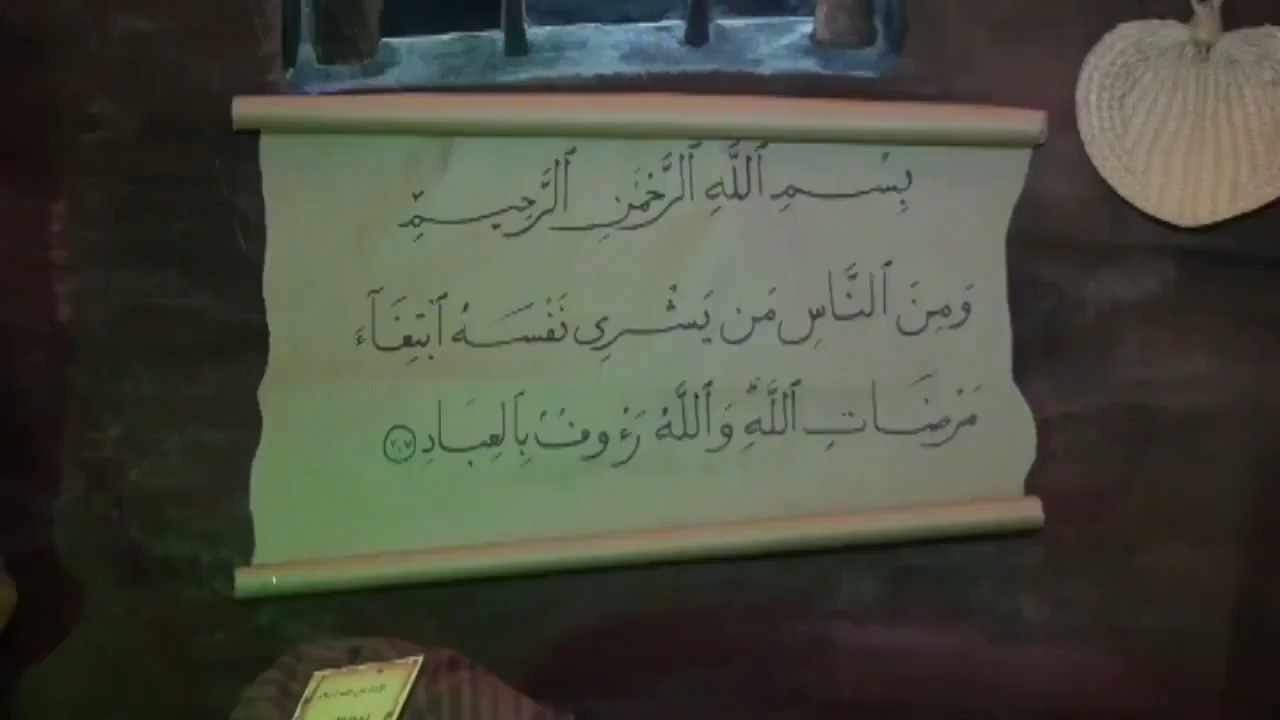 بِسْمِ ٱللَّهِ ٱلرَّحْمَٰنِ ٱلرَّحِيمِ
وَمِنَ ٱلنَّاسِ مَن يَشْرِى نَفْسَهُ ٱبْتِغَآءَ
مَرْضَاتِ ٱللَّهِ ۗ وَٱللَّهُ رَءُوفٌۢ بِٱلْعِبَادِ ٢٠٧